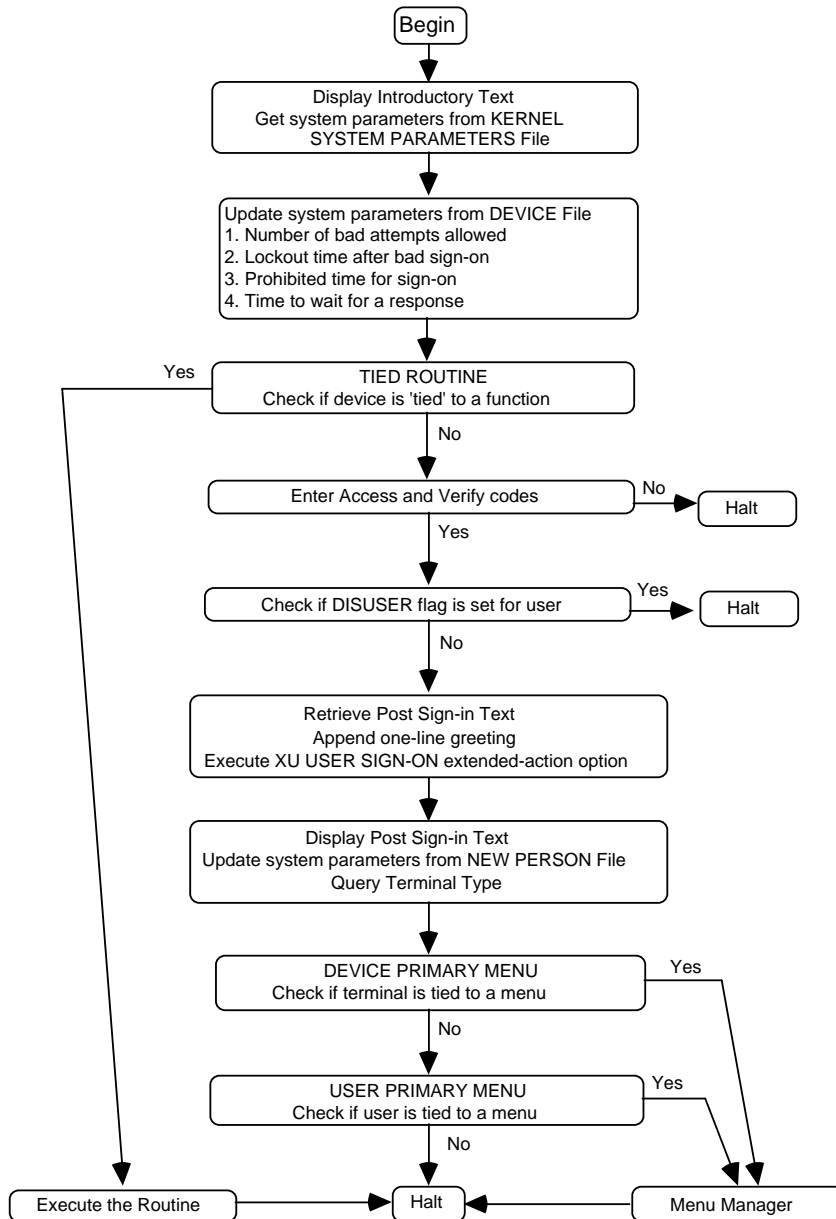 Begin
Display Introductory Text
Get system parameters from KERNEL
SYSTEM PARAMETERS File
Update system parameters from DEVICE File
1. Number of bad attempts allowed
2. Lockout time after bad sign-on
3. Prohibited time for sign-on
4. Time to wait for a response
Yes
TIED ROUTINE
Check if device is 'tied' to a function
No
Enter Access and Verify codes
No
Halt
Yes
Check if DISUSER flag is set for user
Yes
Halt
No
Retrieve Post Sign-in Text
Append one-line greeting
Execute XU USER SIGN-ON extended-action option
Display Post Sign-in Text
Update system parameters from NEW PERSON File
Query Terminal Type
DEVICE PRIMARY MENU
Check if terminal is tied to a menu
Yes
No
USER PRIMARY MENU
Check if user is tied to a menu
Yes
No
Execute the Routine
Halt
Menu Manager